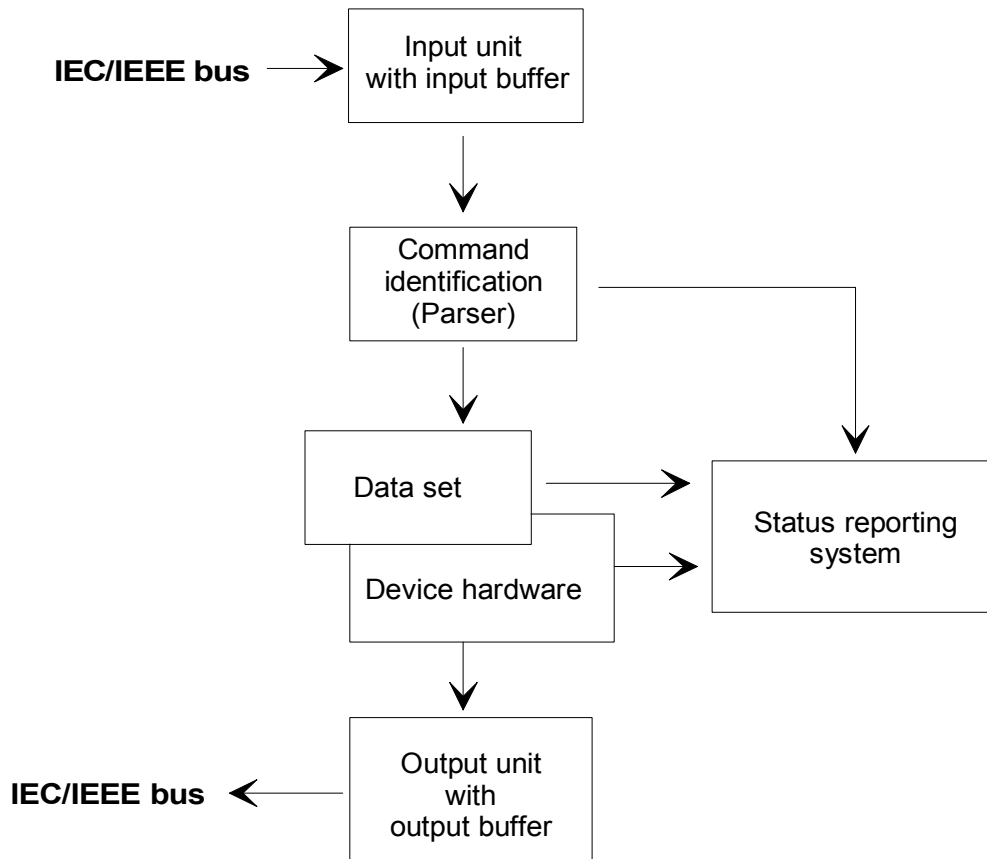 Input unit
with input buffer
IEC/IEEE bus
Command
identification
(Parser)
Data set
Status reporting
system
Device hardware
Output unit
with
output buffer
IEC/IEEE bus